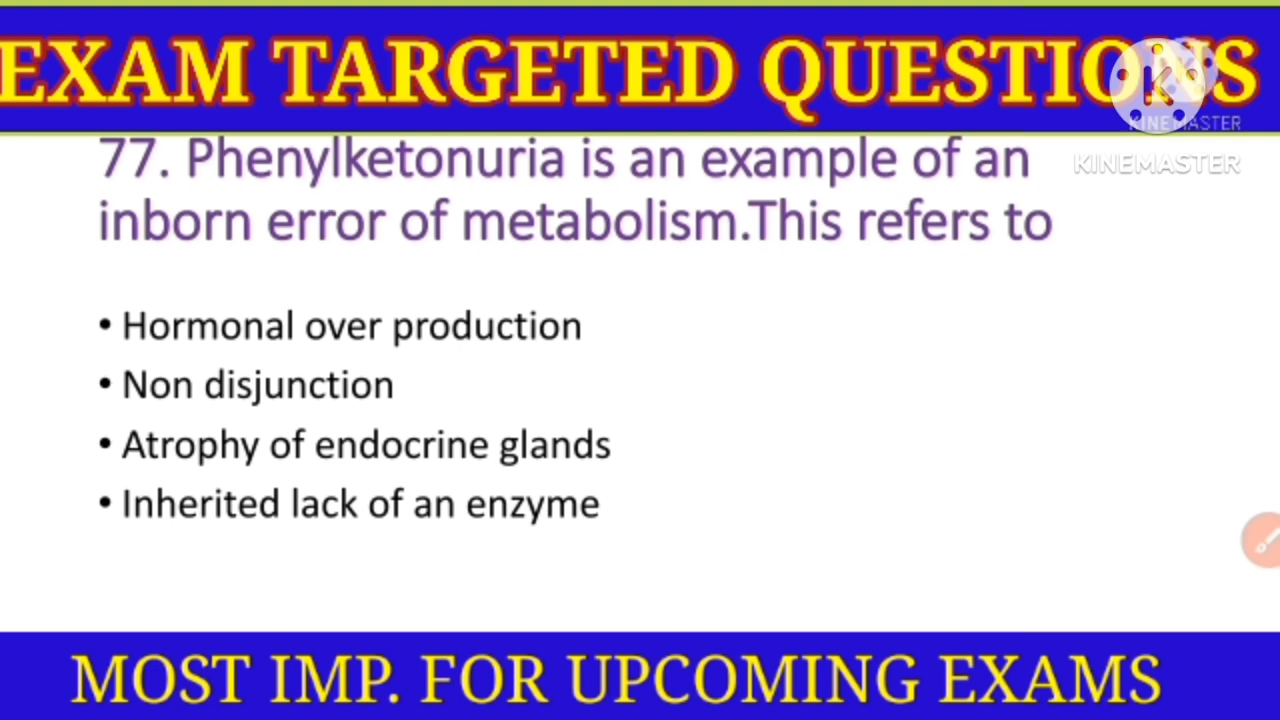 EXAM TARGETED QUESTIONS
KINEMASTER
KINEMASTER
77. Phenylketonuria is an example of an
inborn error of metabolism.This refers to
• Hormonal over production
• Non disjunction
• Atrophy of endocrine glands
• Inherited lack of an enzyme
MOST IMP. FOR UPCOMING EXAMS